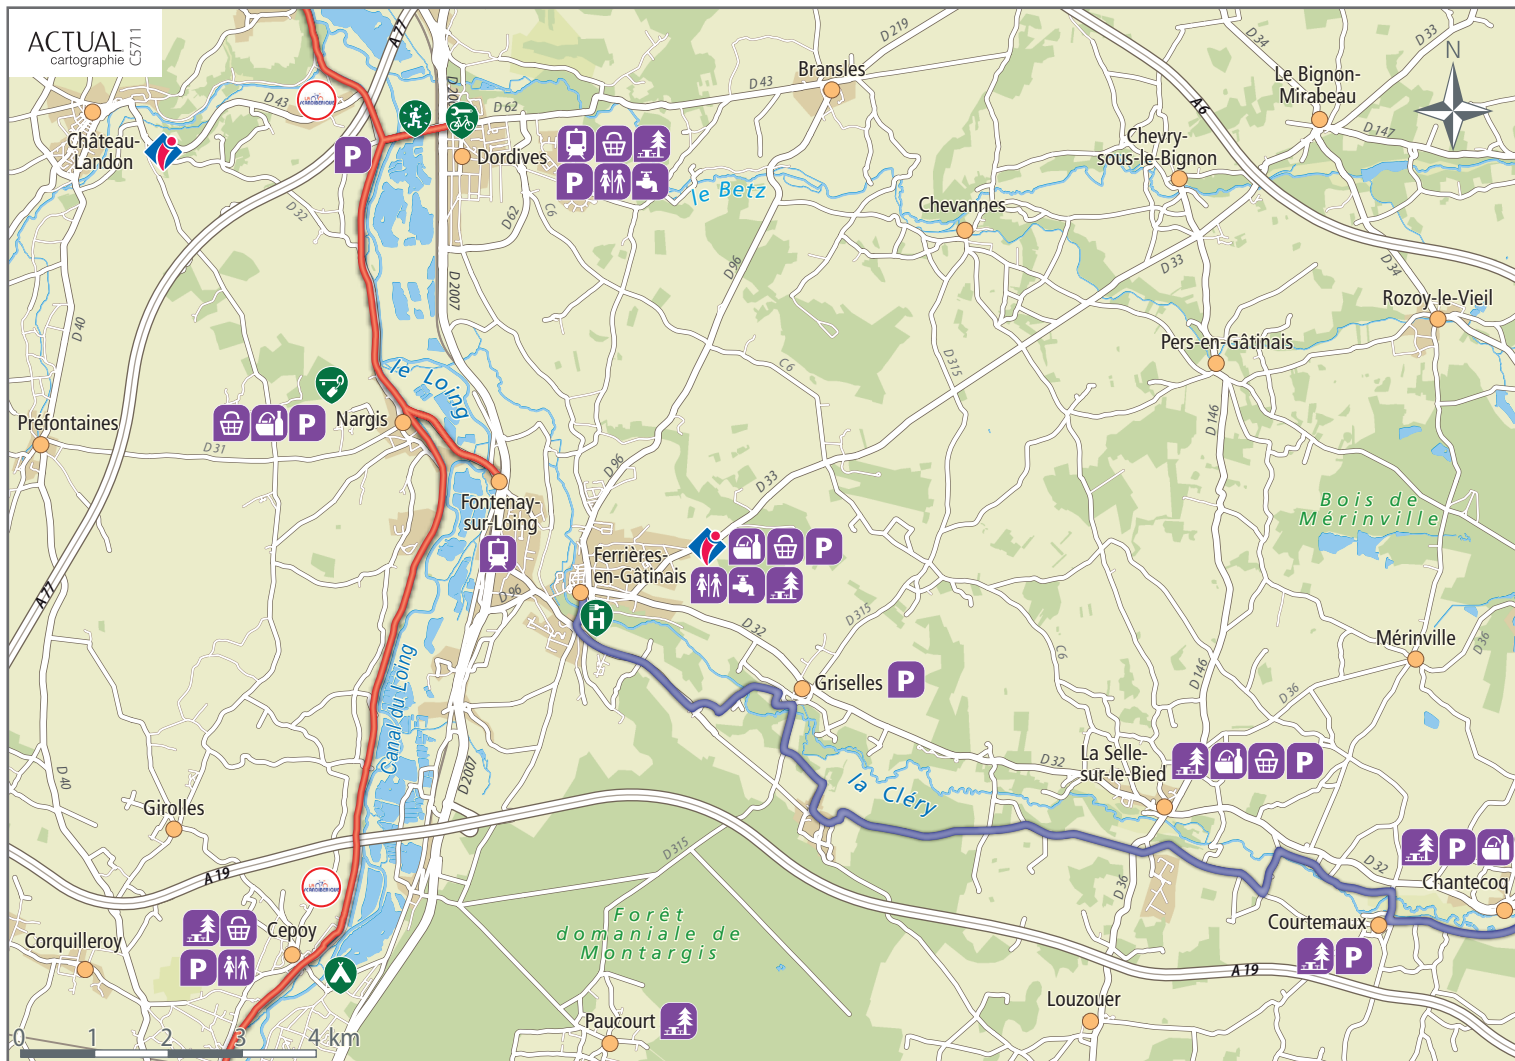 ACTUAL
cartographie
C5711
A 77
D 219
D 33
D 34
N
Bransles
Le Bignon-
Mirabeau
D 43
D 62
D 43
A6
Château-
Landon
P
Dordives
Chevry-
sous-le-Bignon
D 147
P
le Betz
Chevannes
D 32
D 62
C6
D 33
D 34
D 96
D 2007
Rozoy-le-Vieil
D 40
Pers-en-Gâtinais
le Loing
C6
D 315
Préfontaines
Nargis
P
D 31
D 146
D 96
D 33
Fontenay-
sur-Loing
Bois de
Mérinville
Ferrières-
en-Gâtinais
P
A 77
D 96
H
D 315
D 32
C6
Mérinville
D 36
D 146
Griselles
P
D 36
Canal du Loing
La Selle-
sur-le-Bied
P
D 32
D 40
D2007
la Cléry
Girolles
D315
P
D 32
A 19
Chantecoq
D 36
Forêt
domaniale de
Montargis
Courtemaux
Cepoy
Corquilleroy
P
P
A 19
Louzouer
Paucourt
0 1 2 3 4 km